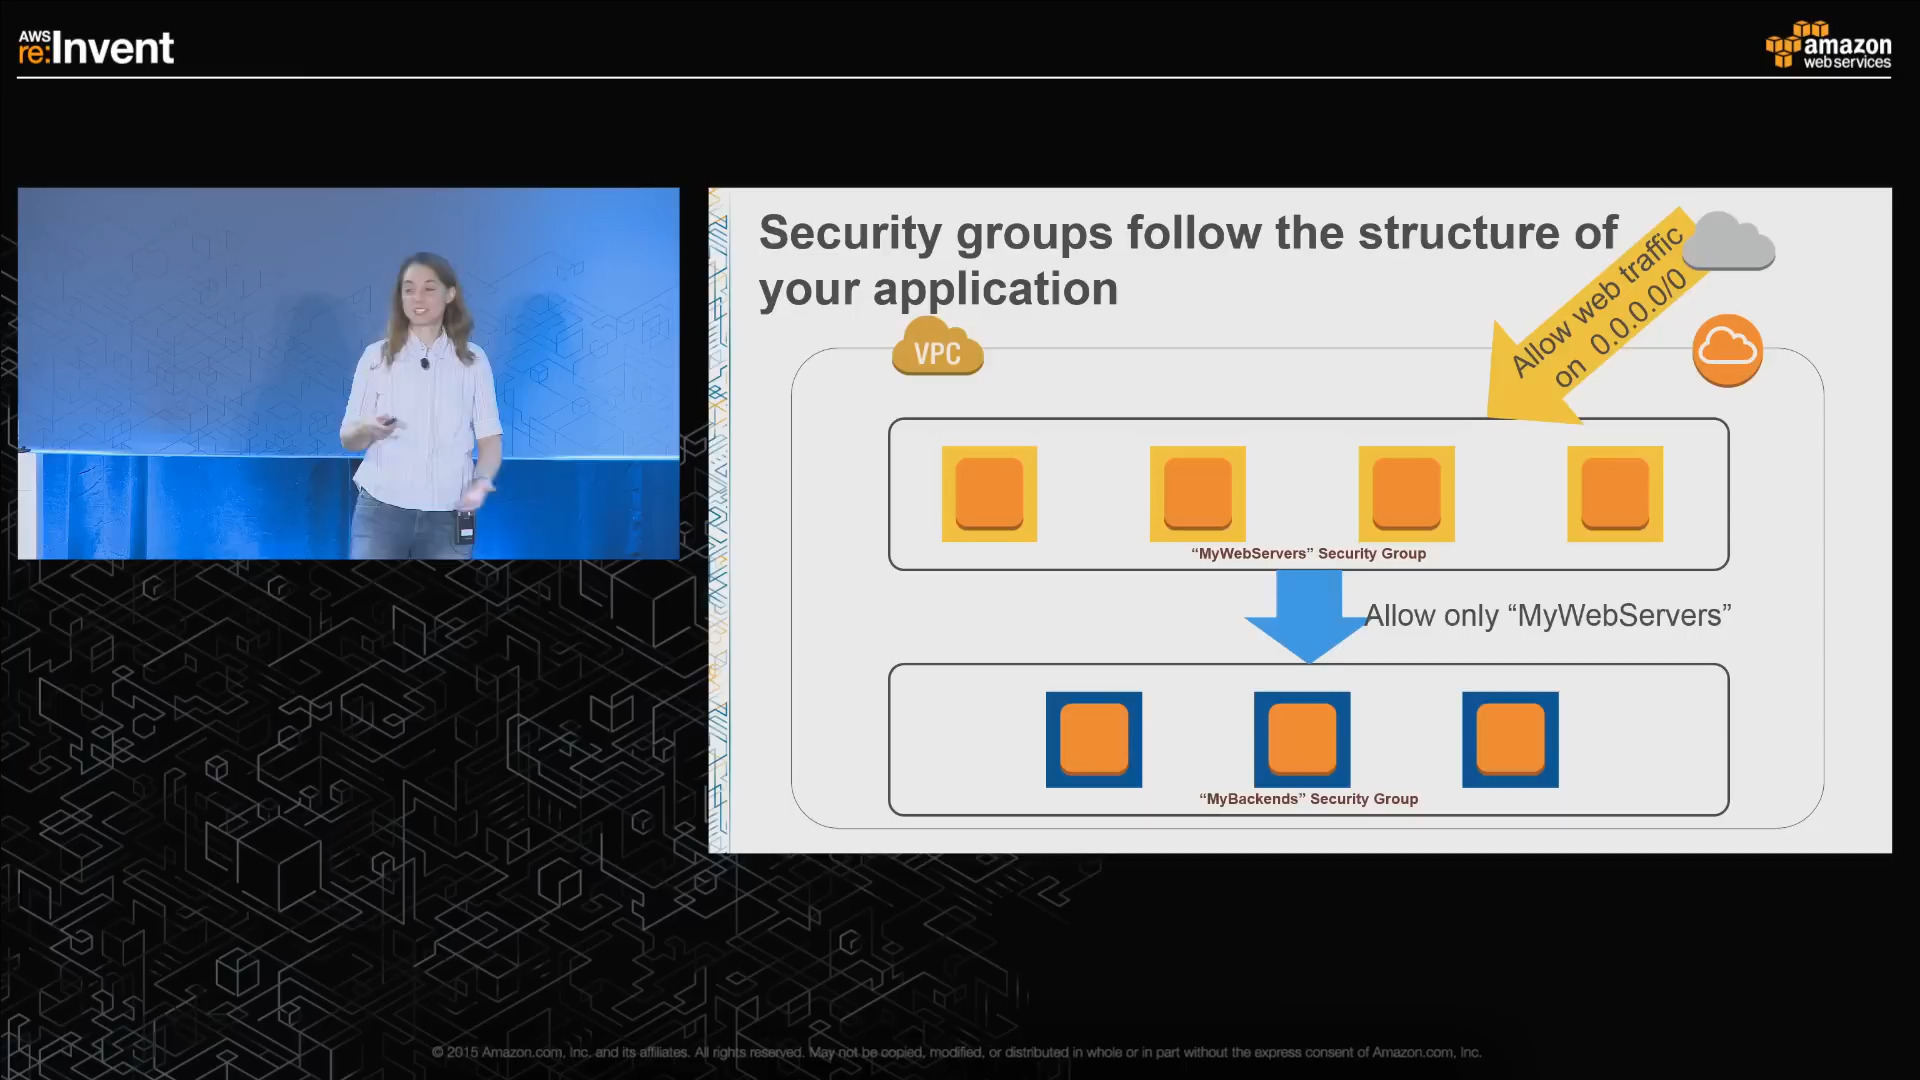 AWS
re:Invent
amazon
web services
Security groups follow the structure of
your application
Allow web traffic
on 0.0.0.0/0
VPC
“MyWebServers” Security Group
Allow only “MyWebServers”
“MyBackends” Security Group
© 2015 Amazon.com, Inc. and its affiliates. All rights reserved. May not be copied, modified, or distributed in whole or in part without the express consent of Amazon.com, Inc.